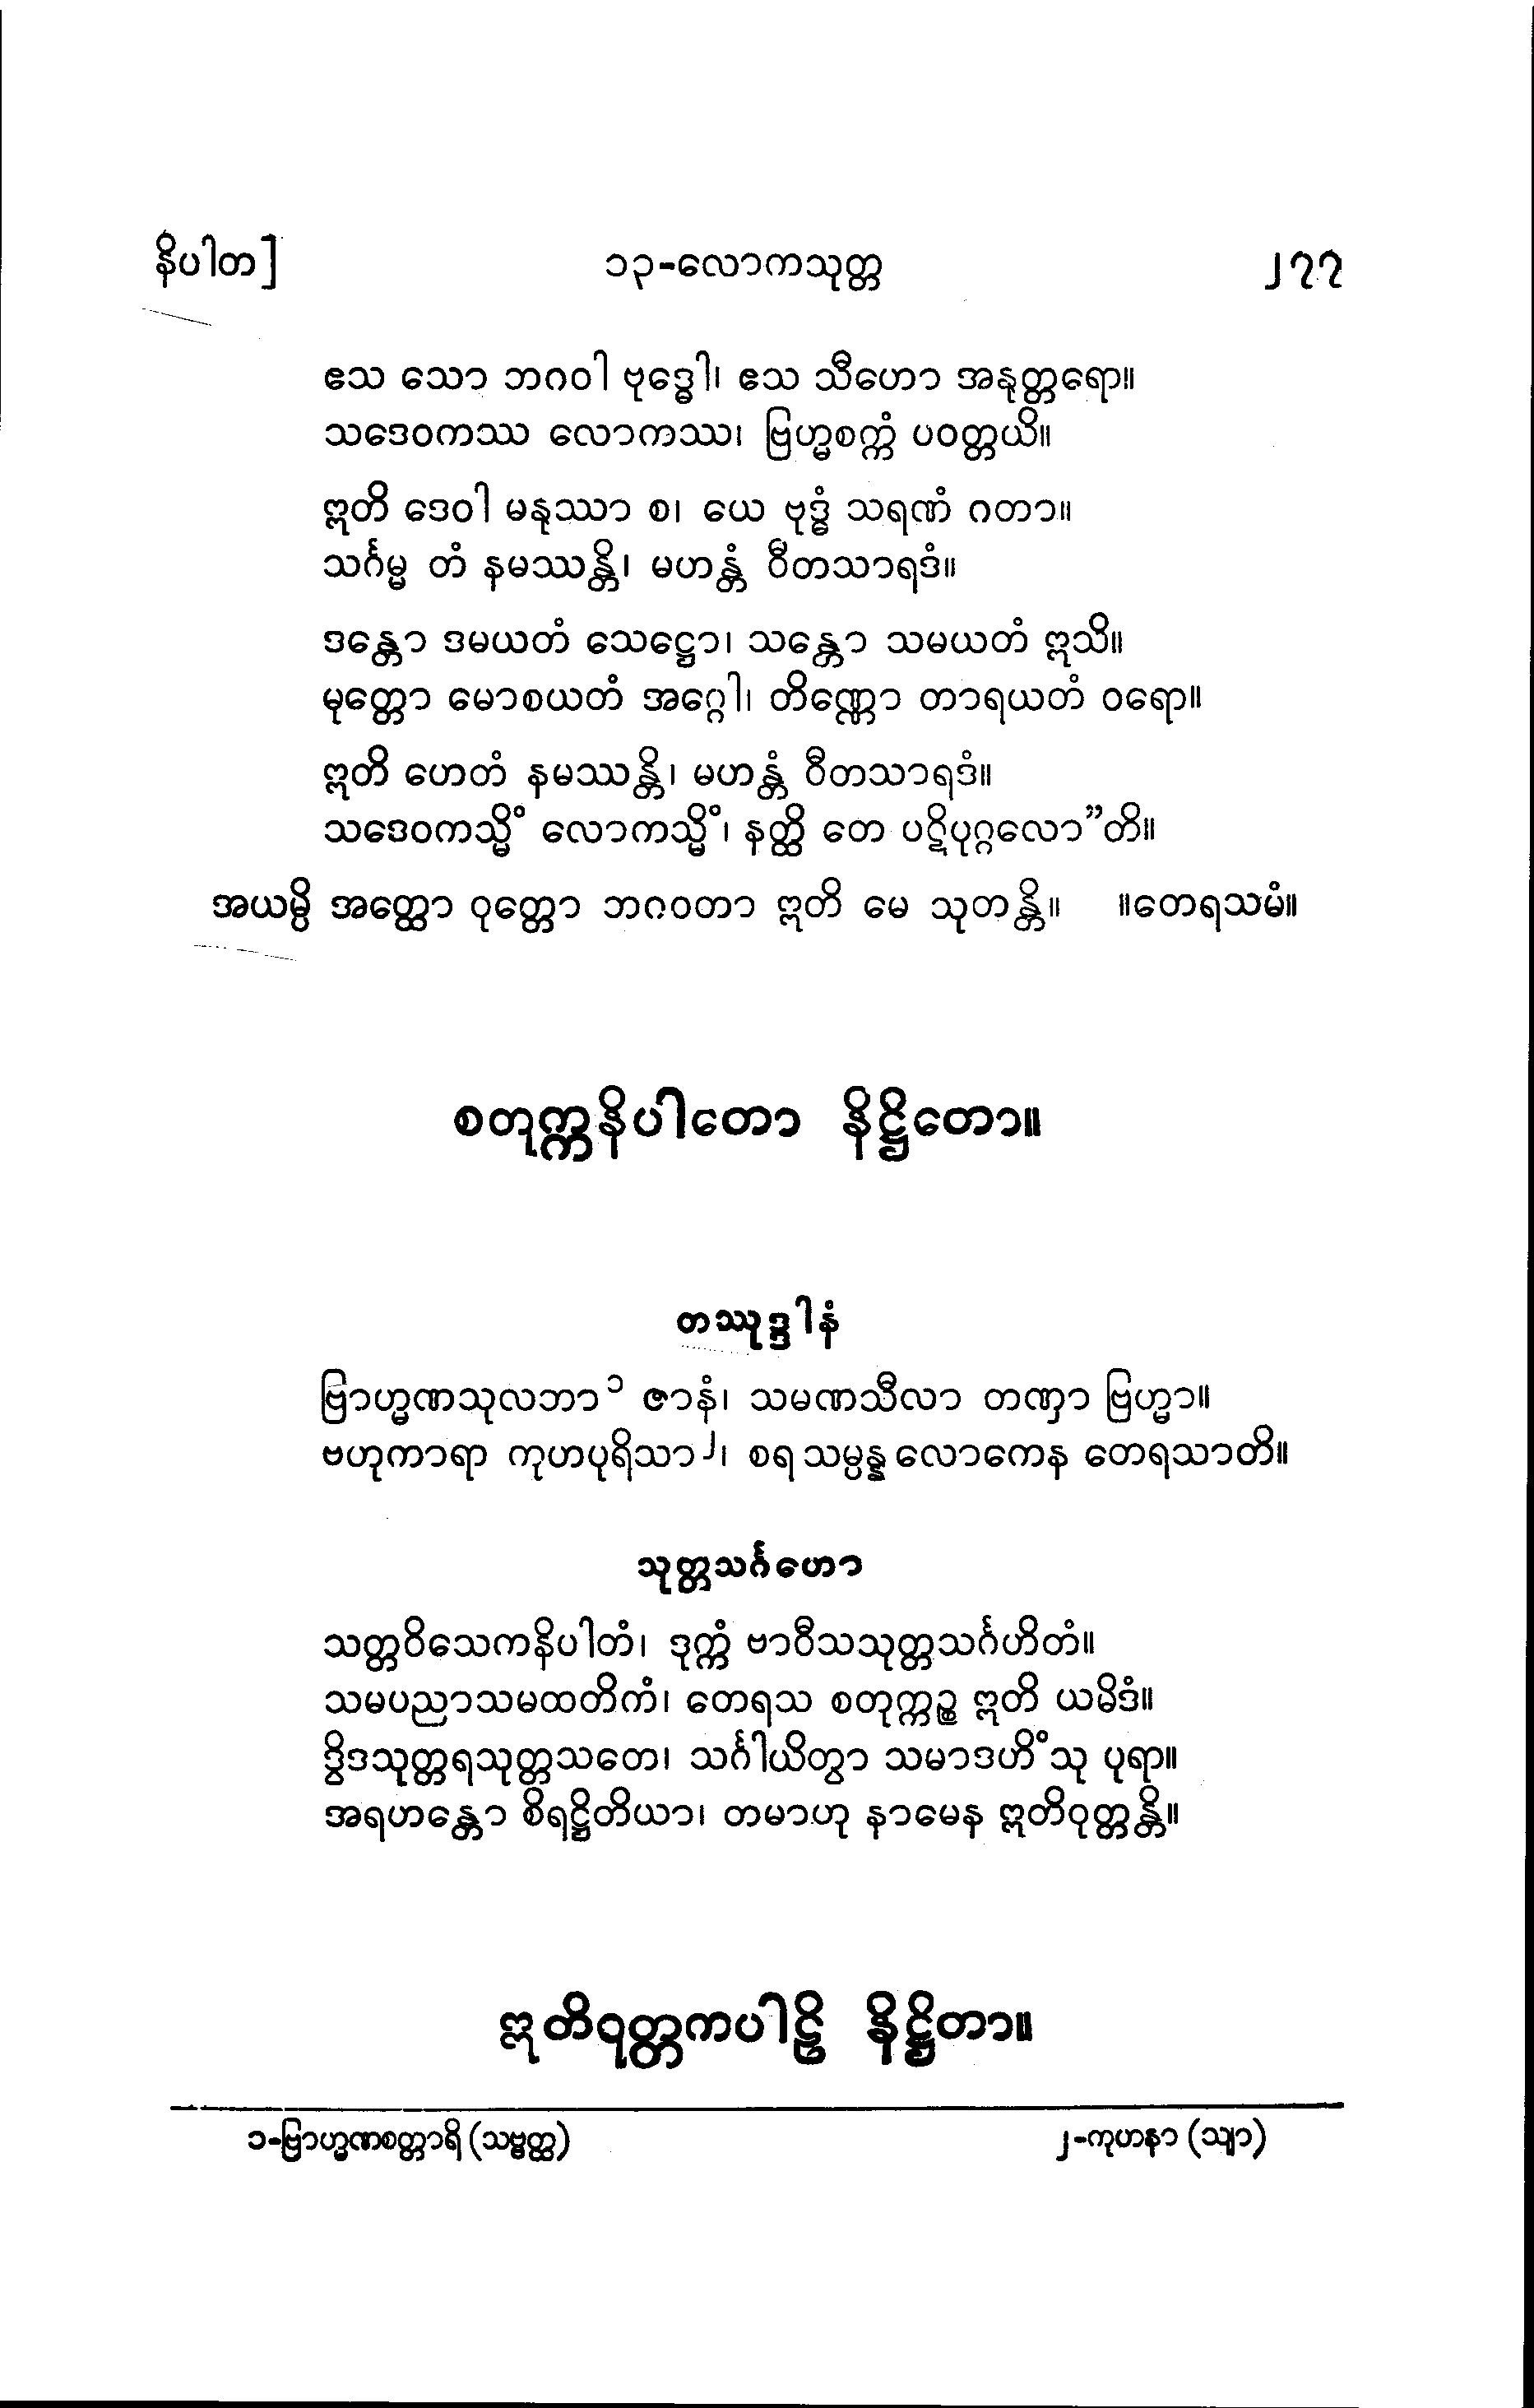 နိပါတ] ၁၃-လောကသုတ္တ ၂၇၇
ဧသ သော ဘဂဝါ ဗုဒ္ဓေါ၊ ဧသ သီဟော အနုတ္တရော။
သဒေဝကဿ လောကဿ၊ ဗြဟ္မစက္ကံ ပဝတ္တယိ။
ဣတိ ဒေဝါ မနုဿာ စ၊ ယေ ဗုဒ္ဓံ သရဏံ ဂတာ။
သင်္ဂမ္မ တံ နမဿန္တိ၊ မဟန္တံ ဝီတသာရဒံ။
ဒန္တော ဒမယတံ သေဋ္ဌော၊ သန္တော သမယတံ ဣသိ။
မုတ္တော မောစယတံ အဂ္ဂေါ၊ တိဏ္ဏော တာရယတံ ဝရော။
ဣတိ ဟေတံ နမဿန္တိ၊ မဟန္တံ ဝီတသာရဒံ။
သဒေဝကသ္မိံ လောကသ္မိံ၊ နတ္ထိ တေ ပဋိပုဂ္ဂလော”တိ။
အယမ္ပိ အတ္ထော ဝုတ္တော ဘဂဝတာ ဣတိ မေ သုတန္တိ။ ။တေရသမံ။
စတုက္ကနိပါတော နိဋ္ဌိတော။
တဿုဒ္ဒါနံ
ဗြာဟ္မဏသုလဘာ၁ ဇာနံ၊ သမဏသီလာ တဏှာ ဗြဟ္မာ။
ဗဟုကာရာ ကုဟပုရိသာ၂၊ စရ သမ္ပန္န လောကေန တေရသာတိ။
သုတ္တသင်္ဂဟော
သတ္တဝိသေကနိပါတံ၊ ဒုက္ကံ ဗာဝီသသုတ္တသင်္ဂဟိတံ။
သမပညာသမထတိကံ၊ တေရသ စတုက္ကဉ္စ ဣတိ ယမိဒံ။
ဒွိဒသုတ္တရသုတ္တသတေ၊ သင်္ဂါယိတွာ သမာဒဟိံသု ပုရာ။
အရဟန္တော စိရဋ္ဌိတိယာ၊ တမာဟု နာမေန ဣတိဝုတ္တန္တိ။
ဣတိဝုတ္တကပါဠိ နိဋ္ဌိတာ။
၁-ဗြာဟ္မဏစတ္တာရိ (သဗ္ဗတ္ထ) ၂-ကုဟနာ (သျာ)